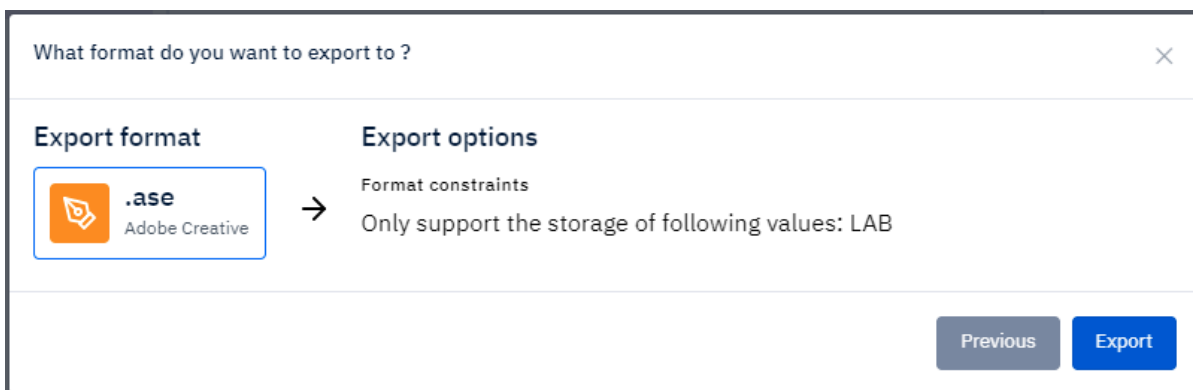 What format do you want to export to ?
Export format
.ase
Adobe Creative
Export options
Format constraints
Only support the storage of following values: LAB
Previous
Export